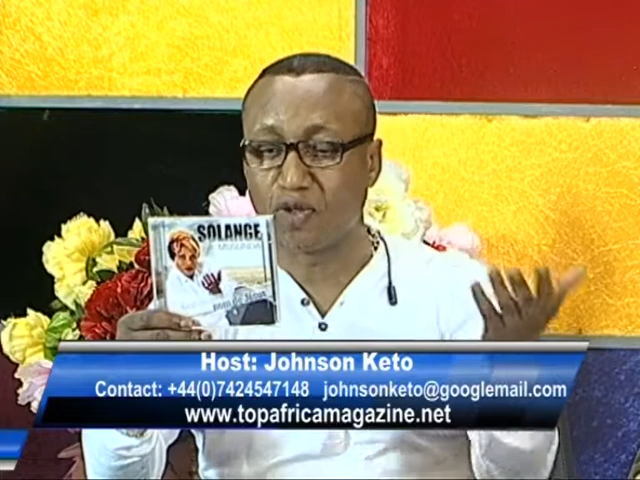 SOLANGE
Host: Johnson Keto
Contact: +44(0)7424547148 johnsonketo@googlemail.com
www.topafricamagazine.net